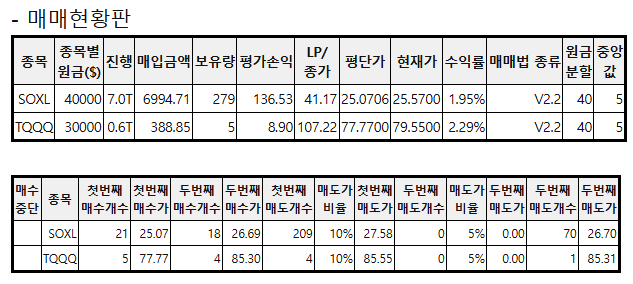 - 매매현황판
종목 종목별 원금($) 진행 매입금액 보유량 평가손익 LP/종가 평단가 현재가 수익률 매매법 종류 원금분할 중앙값
SOXL 40000 7.0T 6994.71 279 136.53 41.17 25.0706 25.5700 1.95% V2.2 40 5
TQQQ 30000 0.6T 388.85 5 8.90 107.22 77.7700 79.5500 2.29% V2.2 40 5
매수중단 종목 첫번째 매수개수 첫번째 매수가 두번째 매수개수 두번째 매수가 첫번째 매도개수 매도가 비율 첫번째 매도가 두번째 매도개수 매도가 비율 두번째 매도가 두번째 매도개수 두번째 매도가
SOXL 21 25.07 18 26.69 209 10% 27.58 0 5% 0.00 70 26.70
TQQQ 5 77.77 4 85.30 4 10% 85.55 0 5% 0.00 1 85.31